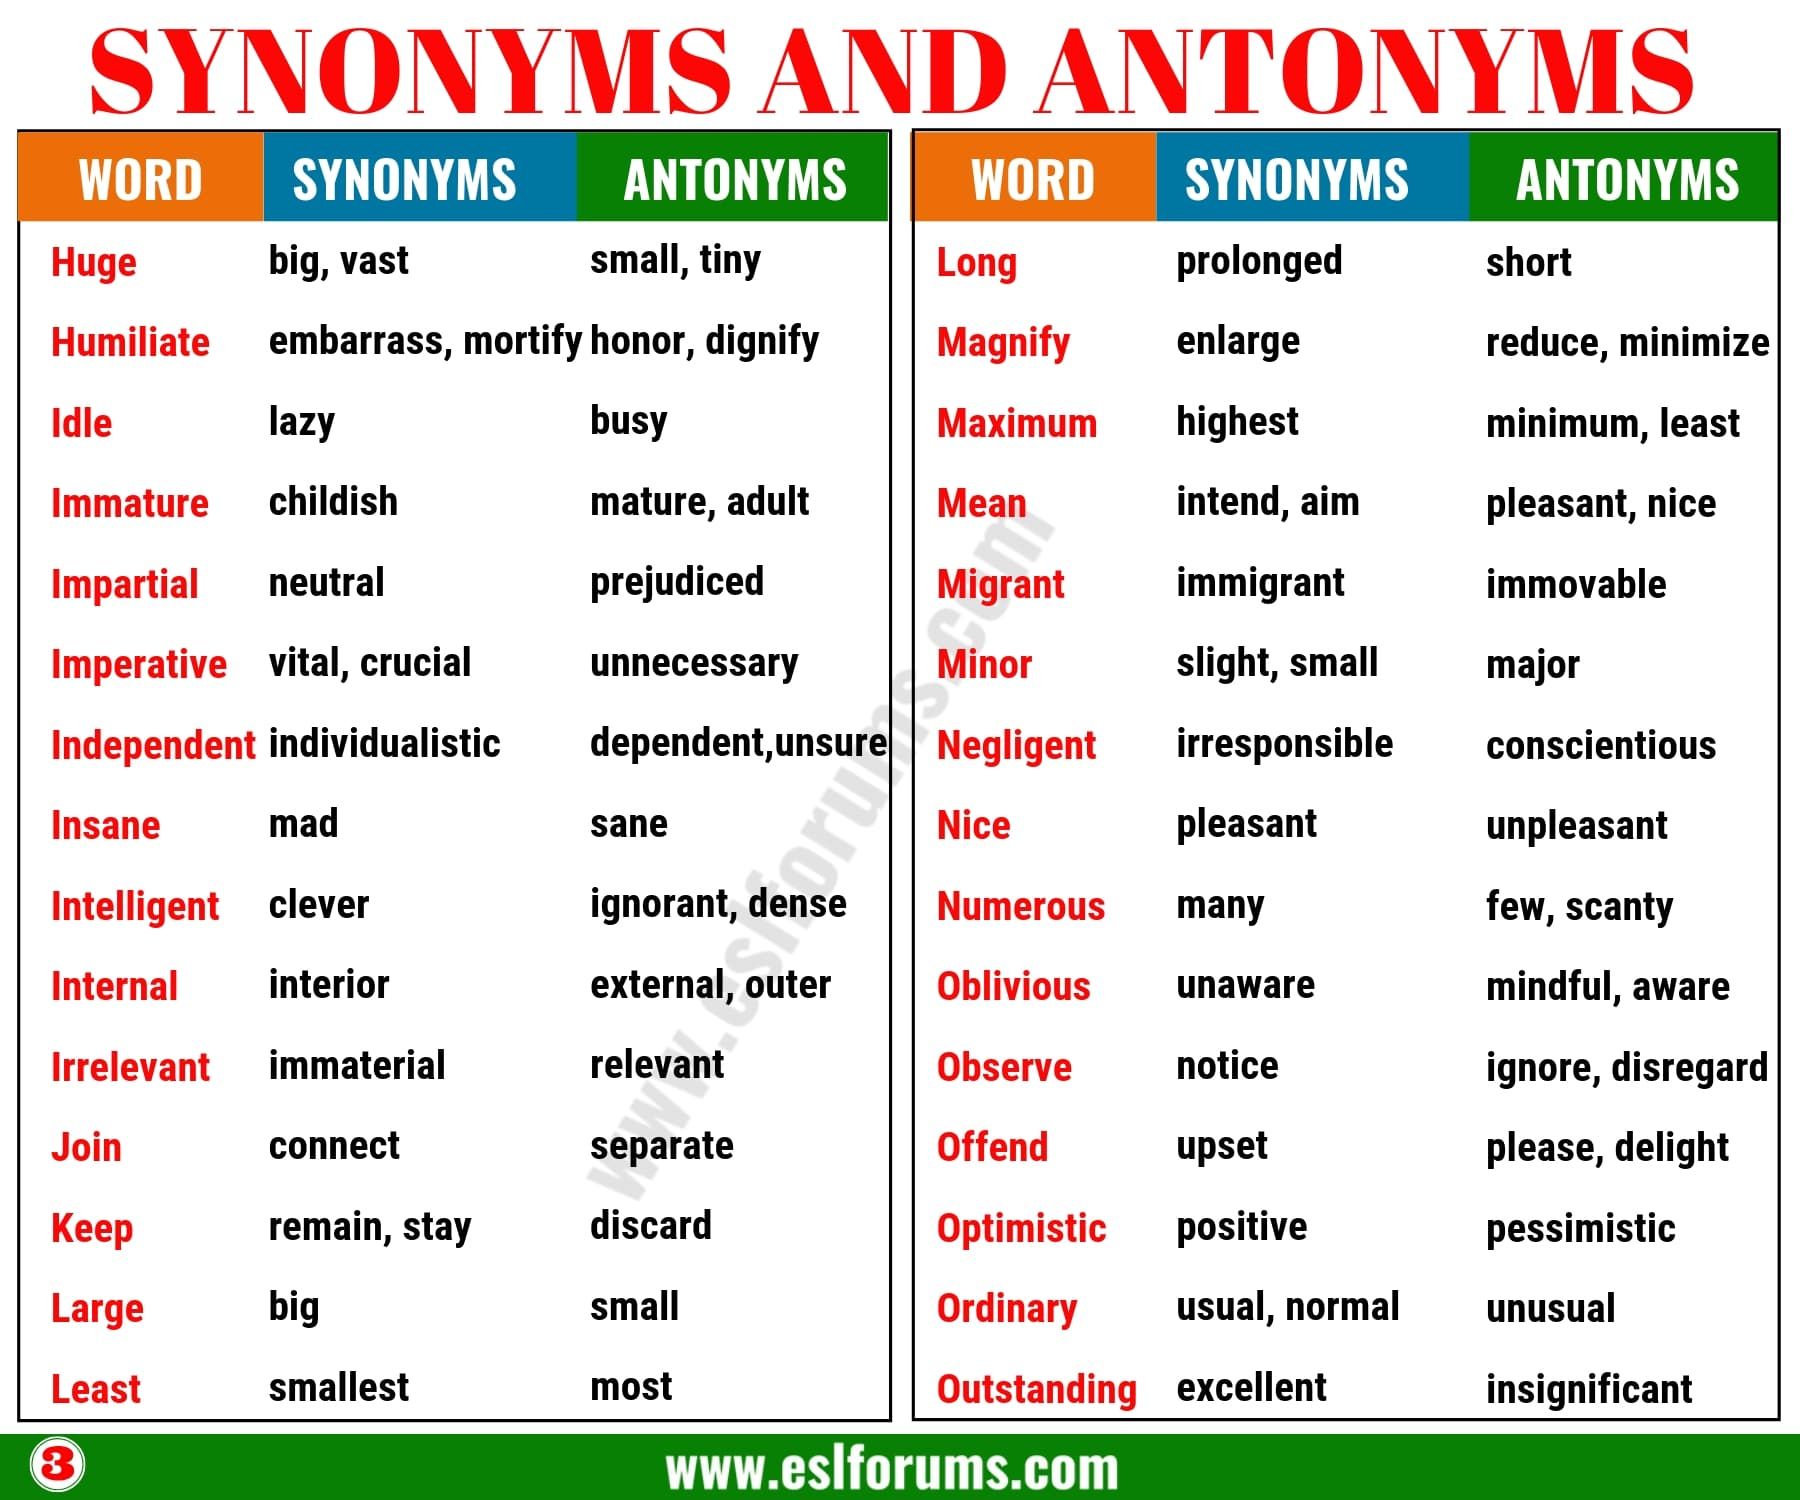 SYNONYMS AND ANTONYMS
WORD SYNONYMS ANTONYMS
Huge big, vast small, tiny
Humiliate embarrass, mortify honor, dignify
Idle lazy busy
Immature childish mature, adult
Impartial neutral prejudiced
Imperative vital, crucial unnecessary
Independent individualistic dependent,unsure
Insane mad sane
Intelligent clever ignorant, dense
Internal interior external, outer
Irrelevant immaterial relevant
Join connect separate
Keep remain, stay discard
Large big small
Least smallest most
WORD SYNONYMS ANTONYMS
Long prolonged short
Magnify enlarge reduce, minimize
Maximum highest minimum, least
Mean intend, aim pleasant, nice
Migrant immigrant immovable
Minor slight, small major
Negligent irresponsible conscientious
Nice pleasant unpleasant
Numerous many few, scanty
Oblivious unaware mindful, aware
Observe notice ignore, disregard
Offend upset please, delight
Optimistic positive pessimistic
Ordinary usual, normal unusual
Outstanding excellent insignificant
www.eslforums.com
3
www.eslforums.com